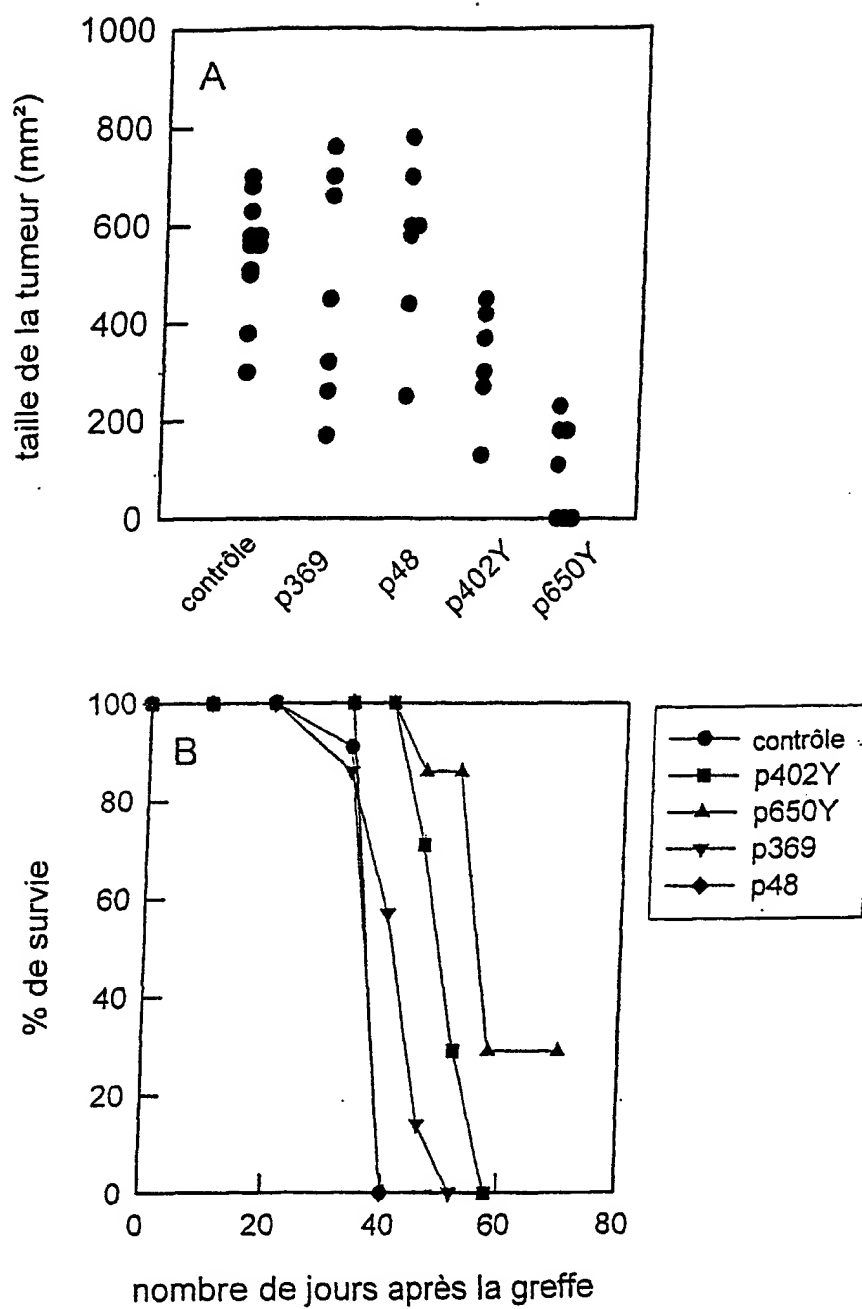 1000
A
800
600
400
200
0
taille de la tumeur (mm²)
contrôle
p369
p48
p402Y
p650Y
100
B
80
60
40
20
0
% de survie
0 20 40 60 80
nombre de jours après la greffe
contrôle
p402Y
p650Y
p369
p48